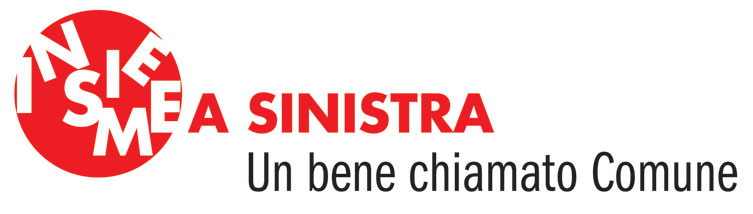 INSIEME A SINISTRA
Un bene chiamato Comune